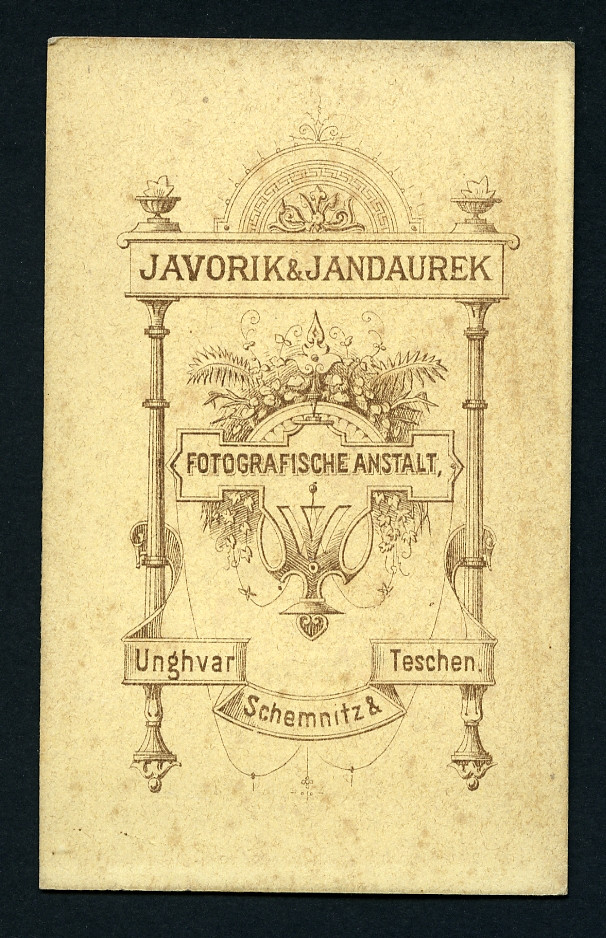 JAVORIK & JANDAUREK
FOTOGRAFISCHE ANSTALT,
Unghvar
Schemnitz &
Teschen.